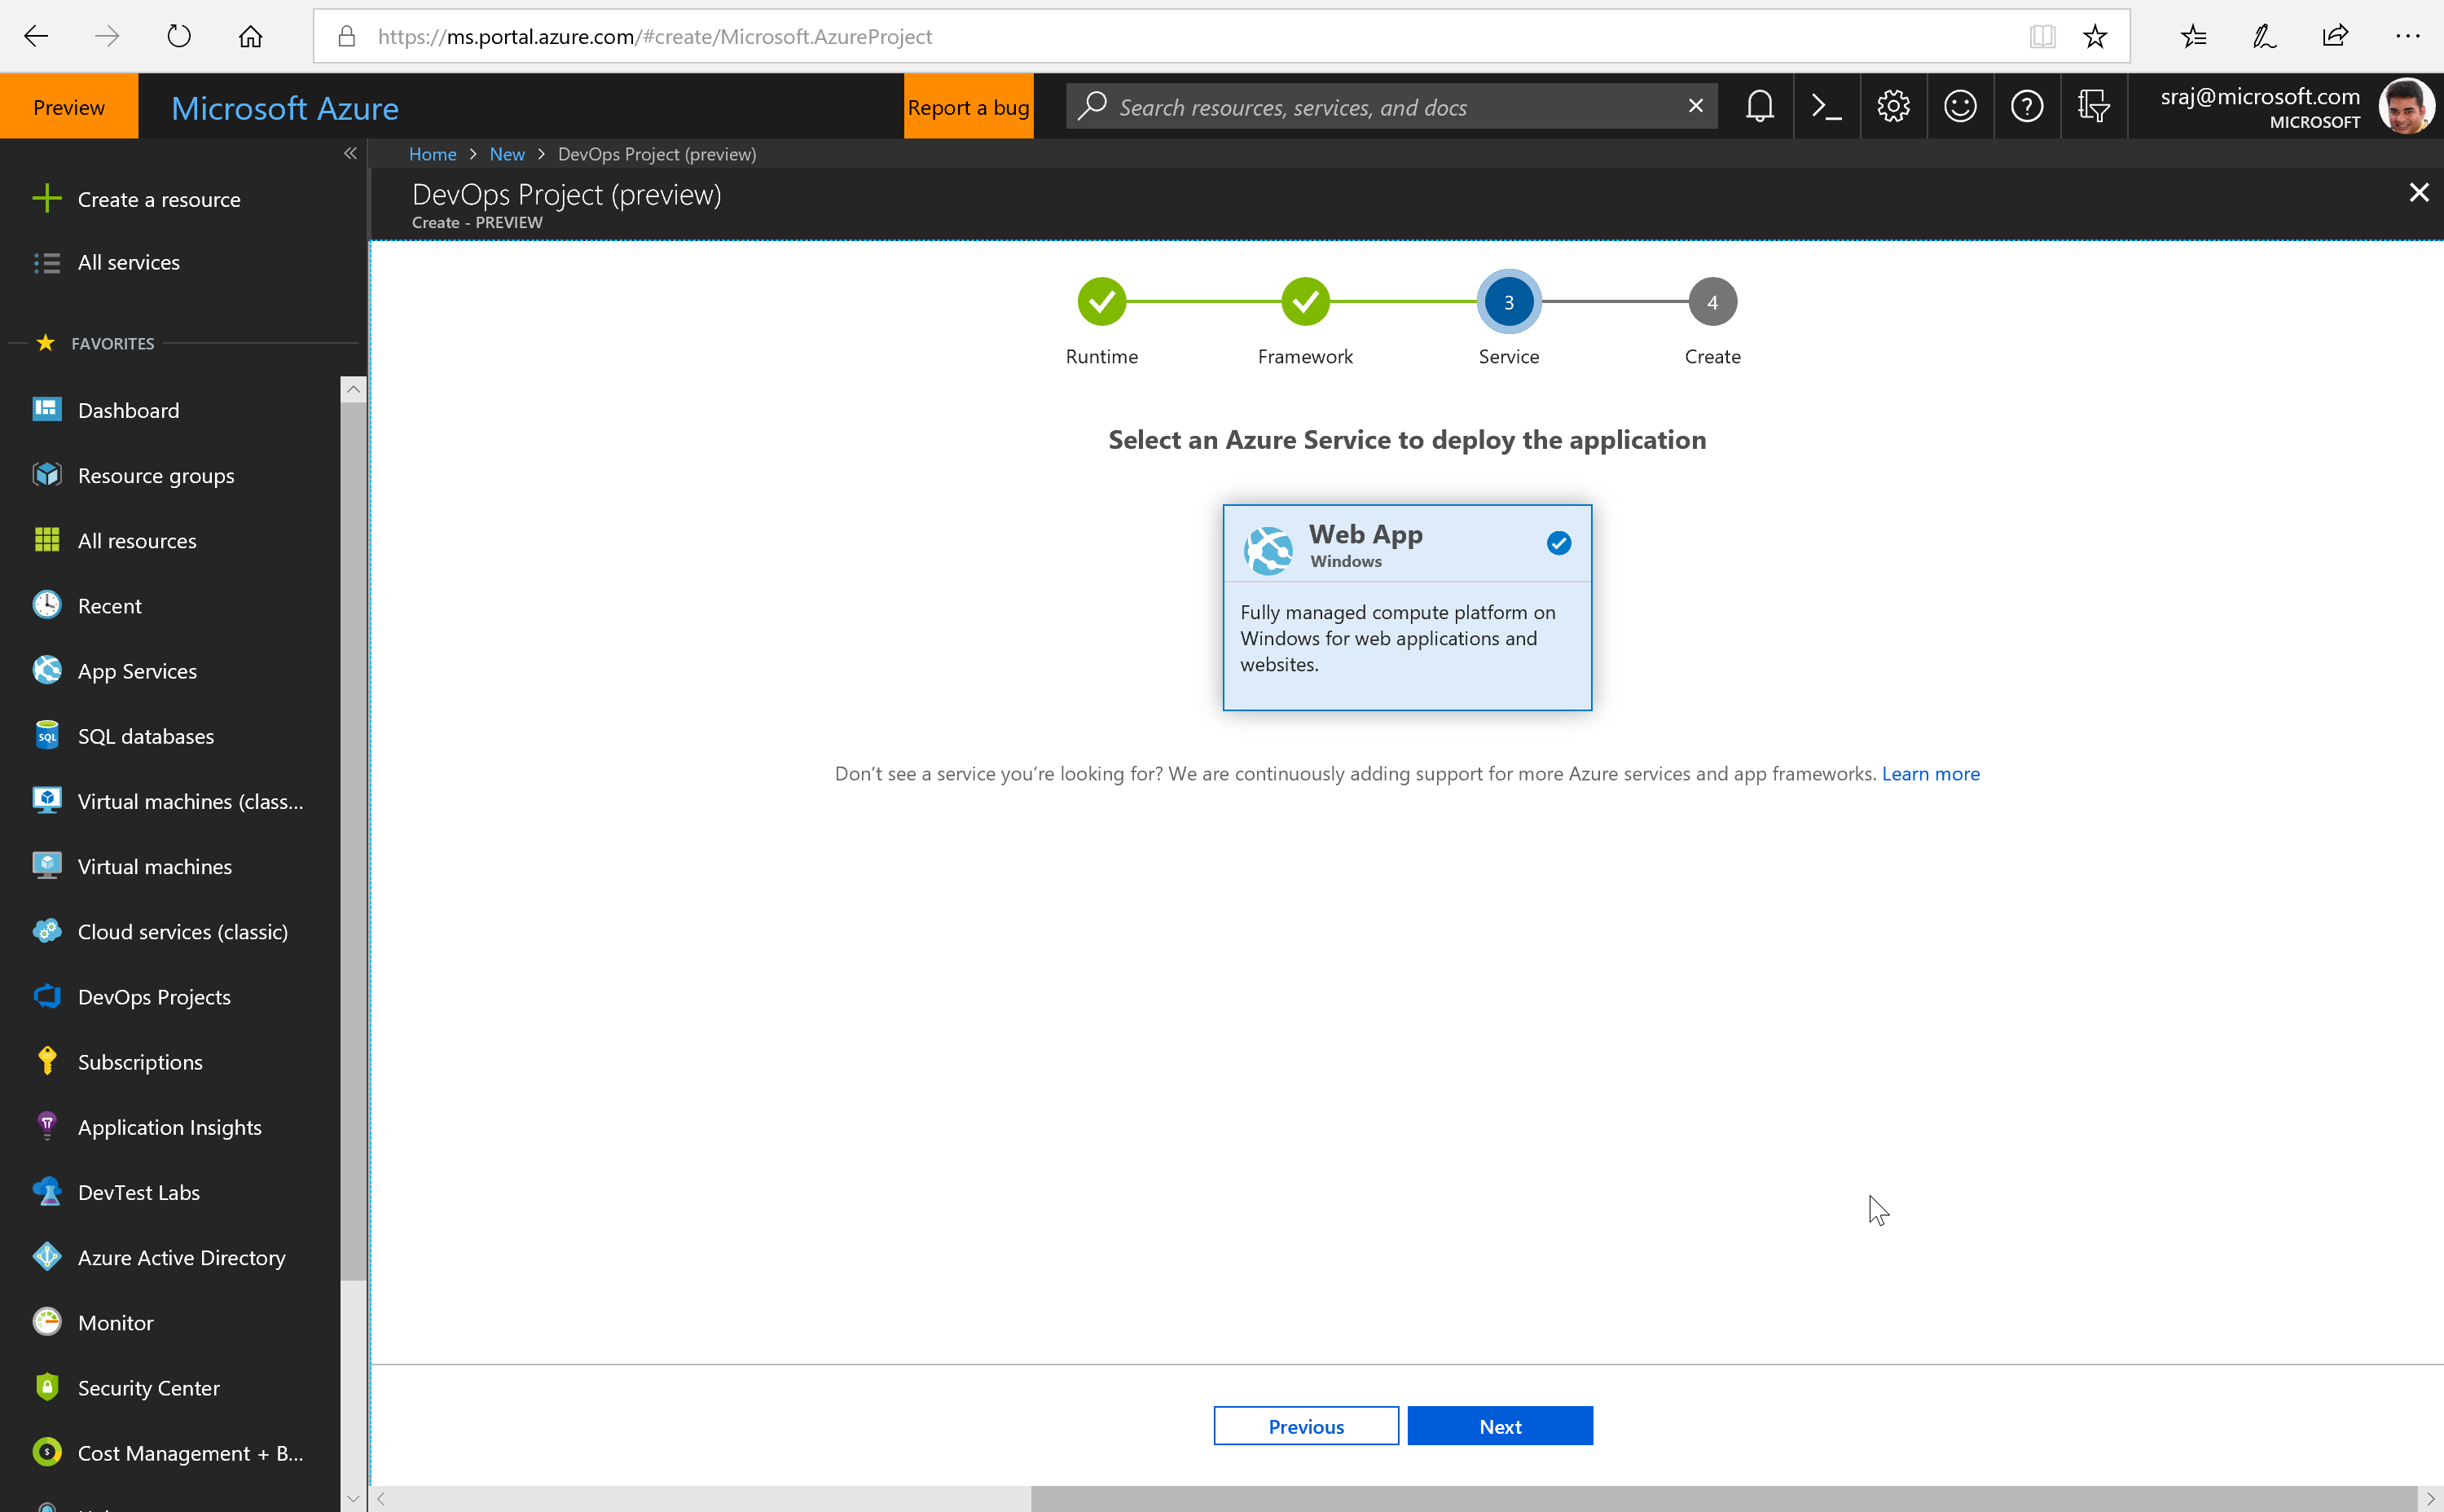 https://ms.portal.azure.com/#create/Microsoft.AzureProject
Preview
Microsoft Azure
Report a bug
Search resources, services, and docs
sraj@microsoft.com
MICROSOFT
Home > New > DevOps Project (preview)
DevOps Project (preview)
Create - PREVIEW
Create a resource
All services
FAVORITES
Dashboard
Resource groups
All resources
Recent
App Services
SQL
SQL databases
Virtual machines (class...
Virtual machines
Cloud services (classic)
DevOps Projects
Subscriptions
Application Insights
DevTest Labs
Azure Active Directory
Monitor
Security Center
Cost Management + B...
3
4
Runtime
Framework
Service
Create
Select an Azure Service to deploy the application
Web App
Windows
Fully managed compute platform on
Windows for web applications and
websites.
Don't see a service you're looking for? We are continuously adding support for more Azure services and app frameworks. Learn more
Previous
Next